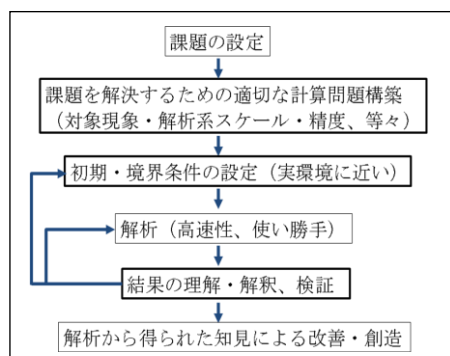 課題の設定
課題を解決するための適切な計算問題構築
（対象現象・解析系スケール・精度、等々）
初期・境界条件の設定（実環境に近い）
解析（高速性、使い勝手）
結果の理解・解釈、検証
解析から得られた知見による改善・創造